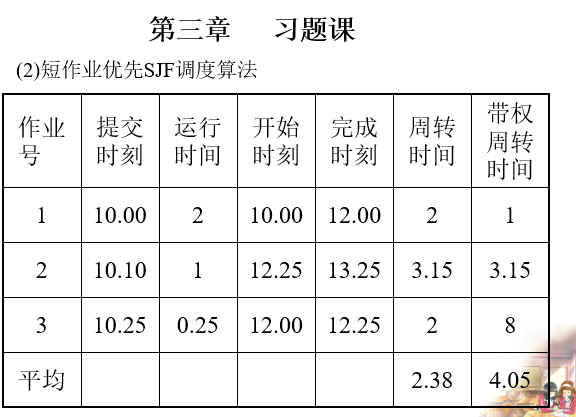 第三章 习题课
(2)短作业优先SJF调度算法
作业号 提交时刻 运行时间 开始时刻 完成时刻 周转时间 带权周转时间
1 10.00 2 10.00 12.00 2 1
2 10.10 1 12.25 13.25 3.15 3.15
3 10.25 0.25 12.00 12.25 2 8
平均 2.38 4.05